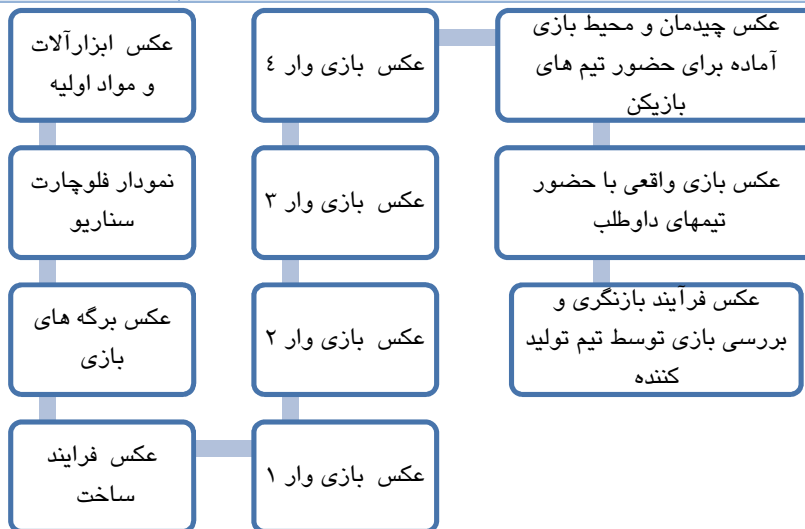 عکس ابزارآلات
و مواد اولیه
نمودار فلوچارت
سناریو
عکس برگه های
بازی
عکس فرایند
ساخت
عکس بازی وار ۱
عکس بازی وار ۲
عکس بازی وار ۳
عکس بازی وار ٤
عکس چیدمان و محیط بازی
آماده برای حضور تیم های
بازیکن
عکس بازی واقعی با حضور
تیمهای داوطلب
عکس فرآیند بازنگری و
بررسی بازی توسط تیم تولید
کننده